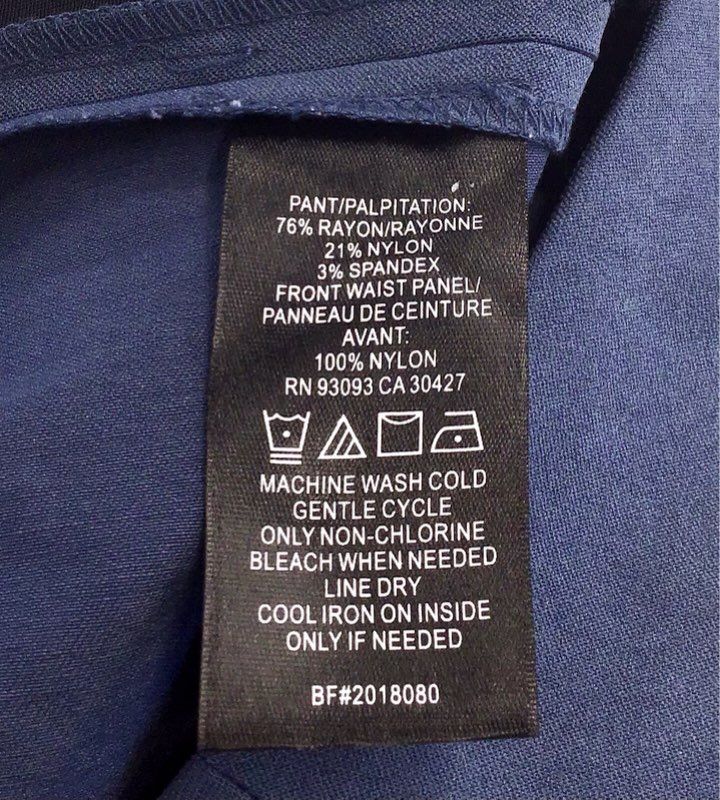 PANT/PALPITATION:
76% RAYON/RAYONNE
21% NYLON
3% SPANDEX
FRONT WAIST PANEL/
PANNEAU DE CEINTURE
AVANT:
100% NYLON
RN 93093 CA 30427
MACHINE WASH COLD
GENTLE CYCLE
ONLY NON-CHLORINE
BLEACH WHEN NEEDED
LINE DRY
COOL IRON ON INSIDE
ONLY IF NEEDED
BF#2018080